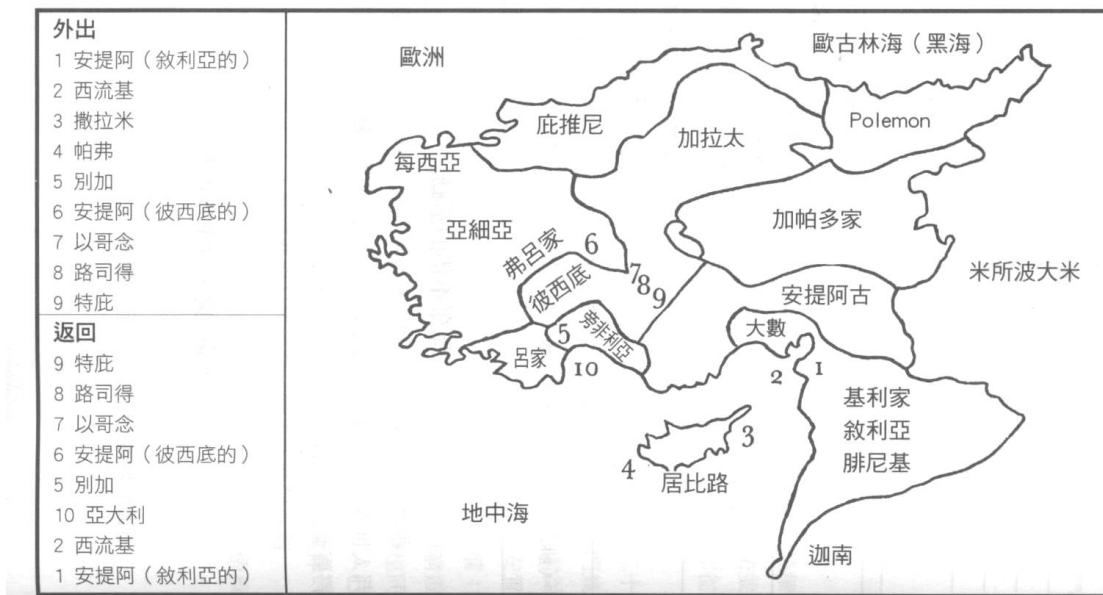 外出
1 安提阿（敘利亞的）
2 西流基
3 撒拉米
4 帕弗
5 別加
6 安提阿（彼西底的）
7 以哥念
8 路司得
9 特庇
返回
9 特庇
8 路司得
7 以哥念
6 安提阿（彼西底的）
5 別加
10 亞大利
2 西流基
1 安提阿（敘利亞的）
歐洲
歐古林海（黑海）
庇推尼
加拉太
Polemon
每西亞
亞細亞
弗呂家
6
加帕多家
米所波大米
彼西底
7
8
9
安提阿古
5
旁非利亞
大數
呂家
10
2
1
基利家
敘利亞
腓尼基
3
4
居比路
地中海
迦南